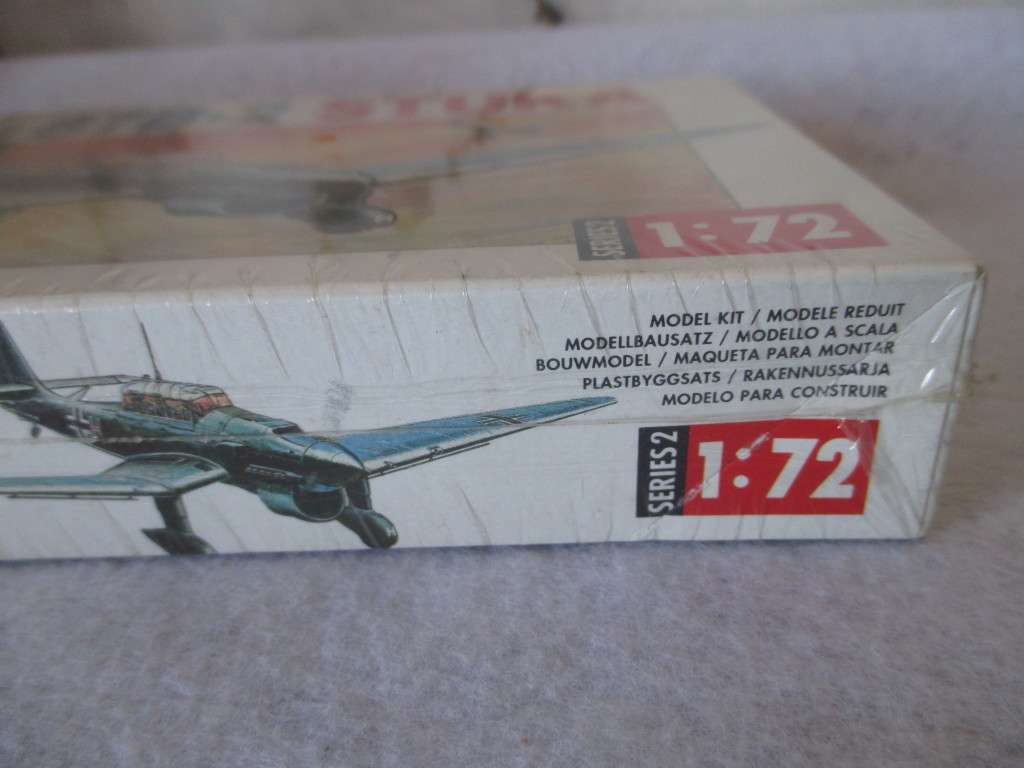 STUKA
SERIES 2 1:72
MODEL KIT / MODELE REDUIT
MODELLBAUSATZ / MODELLO A SCALA
BOUWMODEL / MAQUETA PARA MONTAR
PLASTBYGGSATS / RAKENNUSSARJA
MODELO PARA CONSTRUIR
SERIES 2 1:72